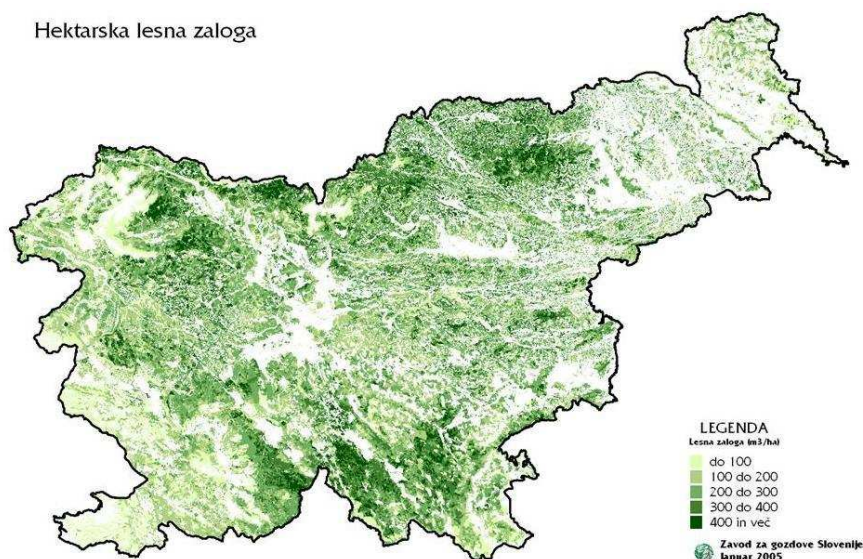 Hektarska lesna zaloga
LEGENDA
Lesna zaloga (m3/ha)
do 100
100 do 200
200 do 300
300 do 400
400 in več
Zavod za gozdove Slovenije
Januar 2005